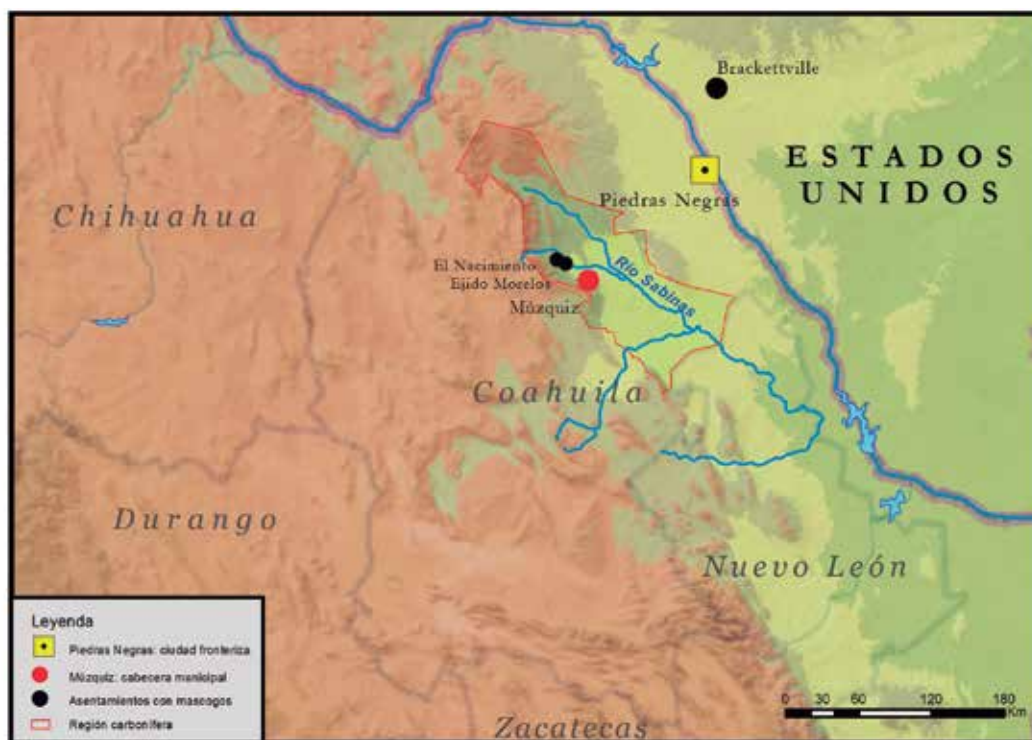 Brackettville
ESTADOS
UNIDOS
Chihuahua
Piedras Negras
El Nacimiento
Ejido Morelos
Múzquiz
Río Sabinas
Coahuila
Durango
Nuevo León
Zacatecas
Leyenda
Piedras Negras: ciudad fronteriza
Múzquiz: cabecera municipal
Asentamientos con mascogos
Región carbonífera
0 30 60 120 180
Km